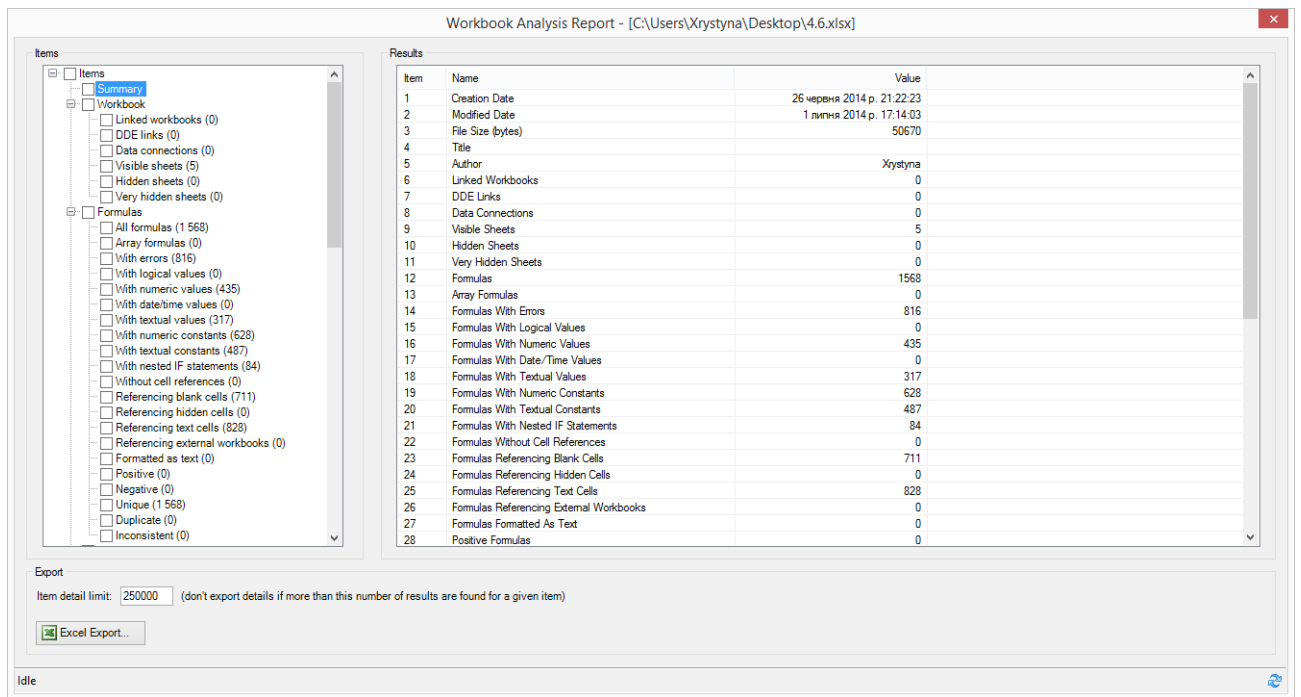 Workbook Analysis Report - [C:\Users\Xrystyna\Desktop\4.6.xlsx]
Items
Items
Summary
Workbook
Linked workbooks (0)
DDE links (0)
Data connections (0)
Visible sheets (5)
Hidden sheets (0)
Very hidden sheets (0)
Formulas
All formulas (1 568)
Array formulas (0)
With errors (816)
With logical values (0)
With numeric values (435)
With date/time values (0)
With textual values (317)
With numeric constants (628)
With textual constants (487)
With nested IF statements (84)
Without cell references (0)
Referencing blank cells (711)
Referencing hidden cells (0)
Referencing text cells (828)
Referencing external workbooks (0)
Formatted as text (0)
Positive (0)
Negative (0)
Unique (1 568)
Duplicate (0)
Inconsistent (0)
Results
Item Name Value
1 Creation Date 26 червня 2014 р. 21:22:23
2 Modified Date 1 липня 2014 р. 17:14:03
3 File Size (bytes) 50670
4 Title
5 Author Xrystyna
6 Linked Workbooks 0
7 DDE Links 0
8 Data Connections 0
9 Visible Sheets 5
10 Hidden Sheets 0
11 Very Hidden Sheets 0
12 Formulas 1568
13 Array Formulas 0
14 Formulas With Errors 816
15 Formulas With Logical Values 0
16 Formulas With Numeric Values 435
17 Formulas With Date/Time Values 0
18 Formulas With Textual Values 317
19 Formulas With Numeric Constants 628
20 Formulas With Textual Constants 487
21 Formulas With Nested IF Statements 84
22 Formulas Without Cell References 0
23 Formulas Referencing Blank Cells 711
24 Formulas Referencing Hidden Cells 0
25 Formulas Referencing Text Cells 828
26 Formulas Referencing External Workbooks 0
27 Formulas Formatted As Text 0
28 Positive Formulas 0
Export
Item detail limit: 250000 (don't export details if more than this number of results are found for a given item)
Excel Export...
Idle